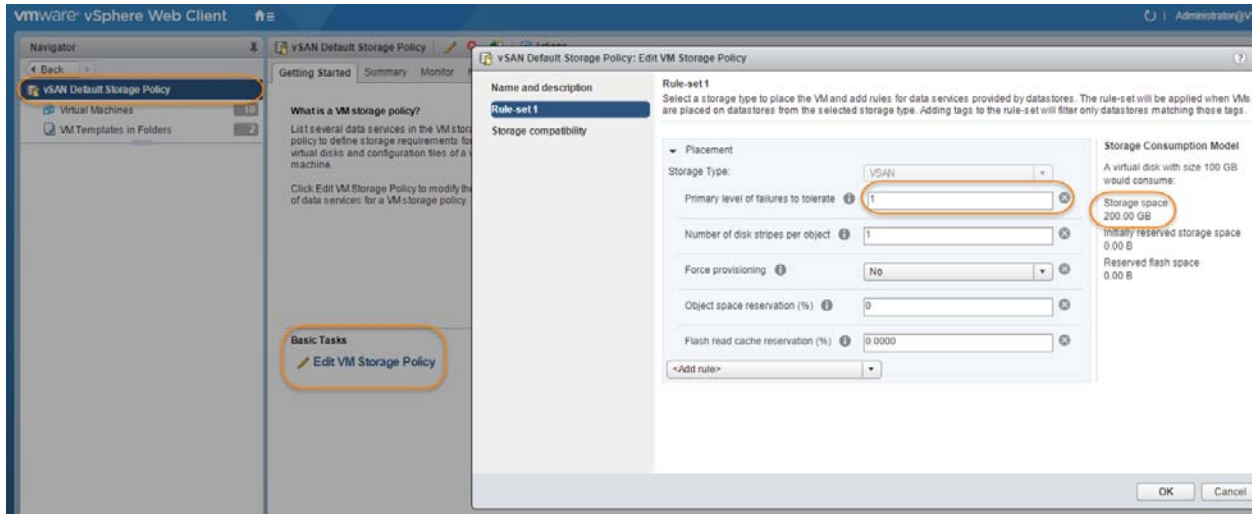 vmware® vSphere Web Client
Administrator@V
Navigator
Back
vSAN Default Storage Policy
Virtual Machines 10
VM Templates in Folders 2
vSAN Default Storage Policy
Getting Started Summary Monitor
What is a VM storage policy?
List several data services in the VM stora
policy to define storage requirements for
virtual disks and configuration files of a v
machine.
Click Edit VM Storage Policy to modify the
of data services for a VM storage policy.
Basic Tasks
Edit VM Storage Policy
vSAN Default Storage Policy: Edit VM Storage Policy
?
Name and description
Rule-set 1
Storage compatibility
Rule-set 1
Select a storage type to place the VM and add rules for data services provided by datastores. The rule-set will be applied when VMs
are placed on datastores from the selected storage type. Adding tags to the rule-set will filter only datastores matching those tags.
Placement
Storage Type: VSAN
Primary level of failures to tolerate 1
Number of disk stripes per object 1
Force provisioning No
Object space reservation (%) 0
Flash read cache reservation (%) 0.0000
<Add rule>
Storage Consumption Model
A virtual disk with size 100 GB
would consume:
Storage space
200.00 GB
Initially reserved storage space
0.00 B
Reserved flash space
0.00 B
OK Cancel